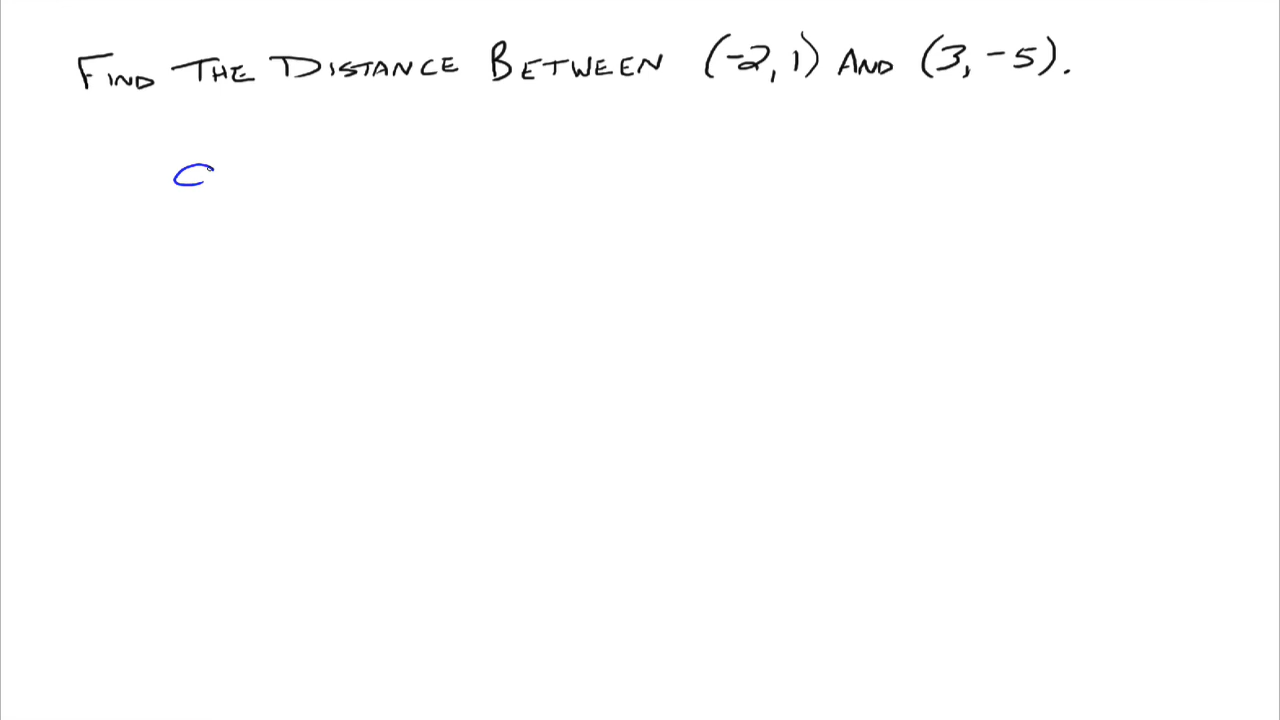 FIND THE DISTANCE BETWEEN (-2, 1) AND (3, -5).